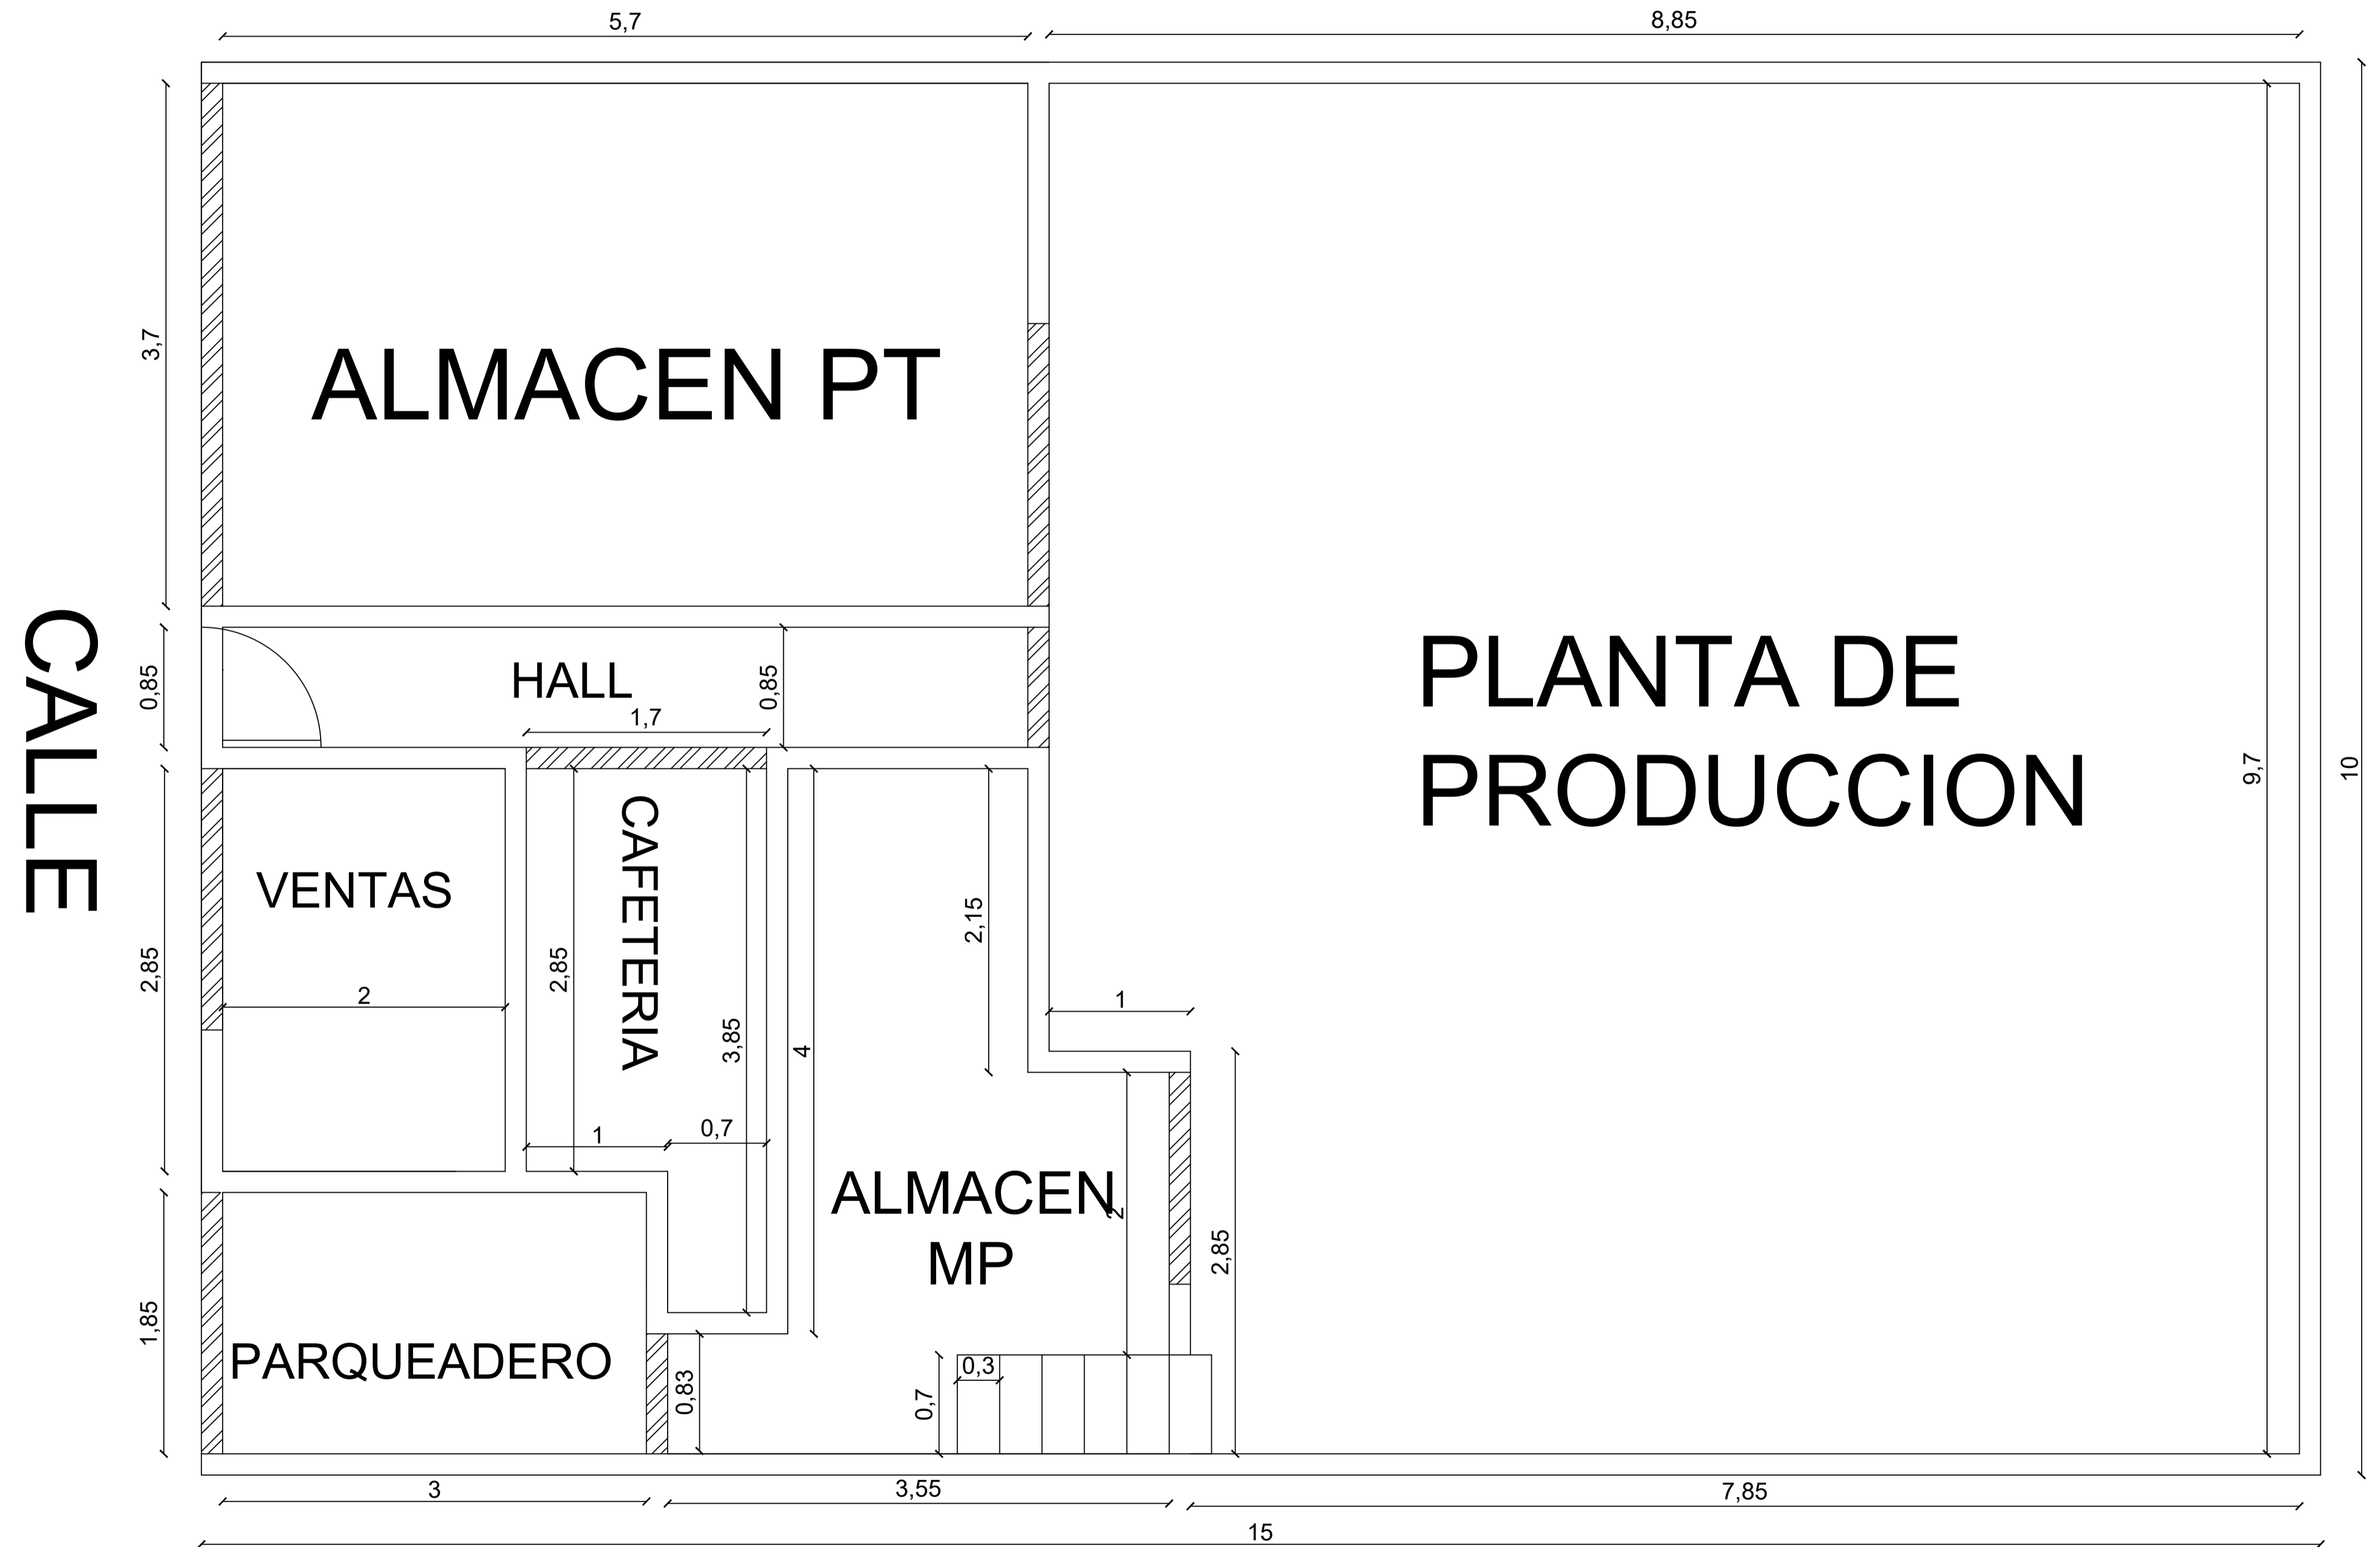 5,7
8,85
3,7
ALMACEN PT
CALLE
0,85
HALL
0,85
1,7
PLANTA DE
PRODUCCION
9,7
10
VENTAS
CAFETERIA
2,85
2
2,85
3,85
4
2,15
1
1
0,7
ALMACEN
MP
2
2,85
1,85
PARQUEADERO
0,83
0,7
0,3
3
3,55
7,85
15